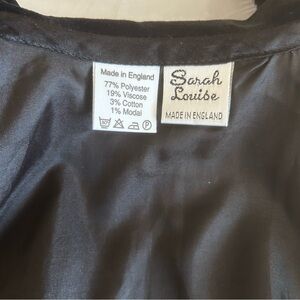 Made in England
77% Polyester
19% Viscose
3% Cotton
1% Modal
Sarah
Louise
MADE IN ENGLAND